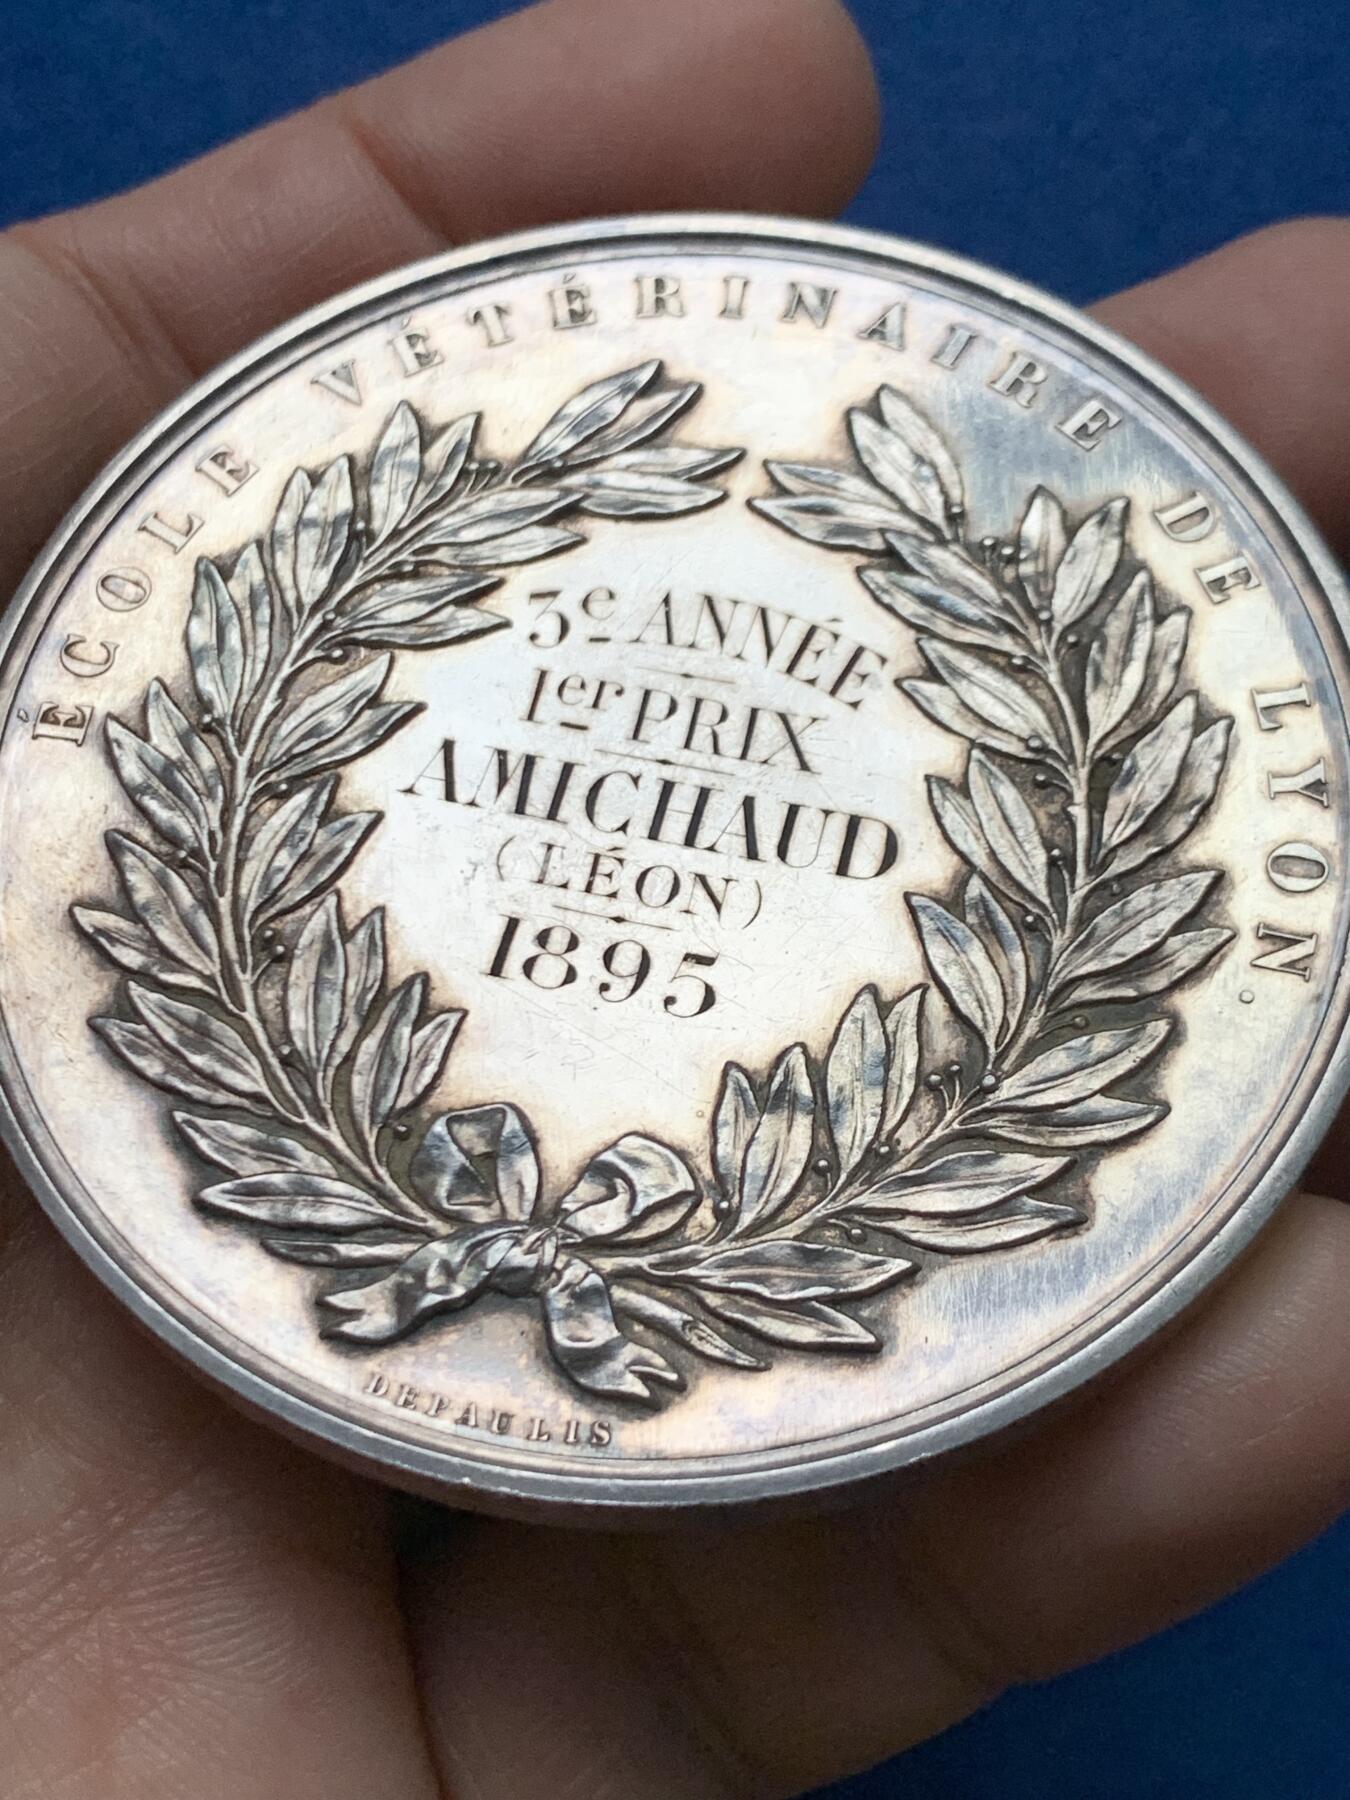 ÉCOLE VÉTÉRINAIRE DE LYON.
3e ANNÉE
1er PRIX
AMICHAUD
(LÉON)
1895
DEPAULIS